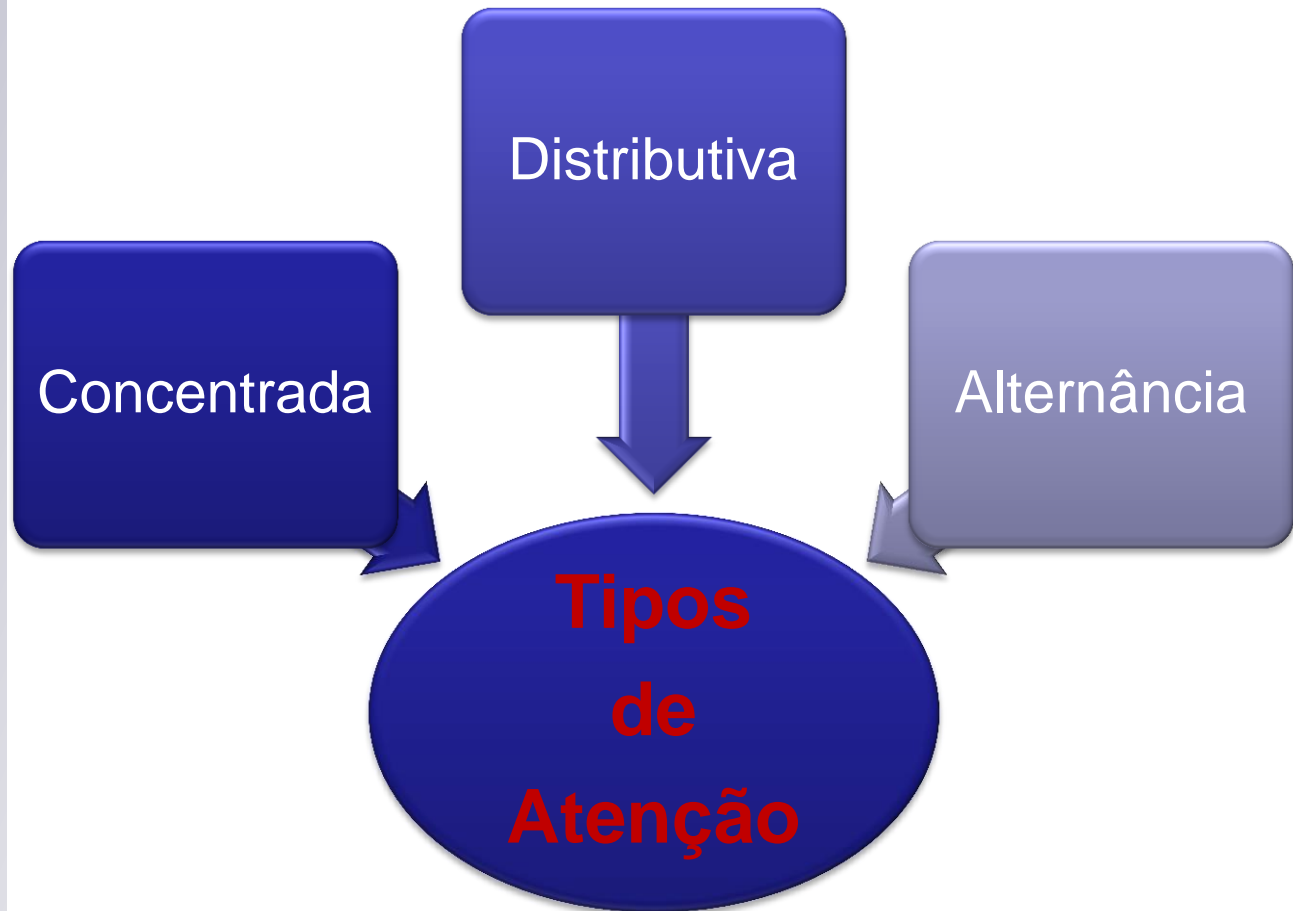 Distributiva
Concentrada
Alternância
Tipos
de
Atenção